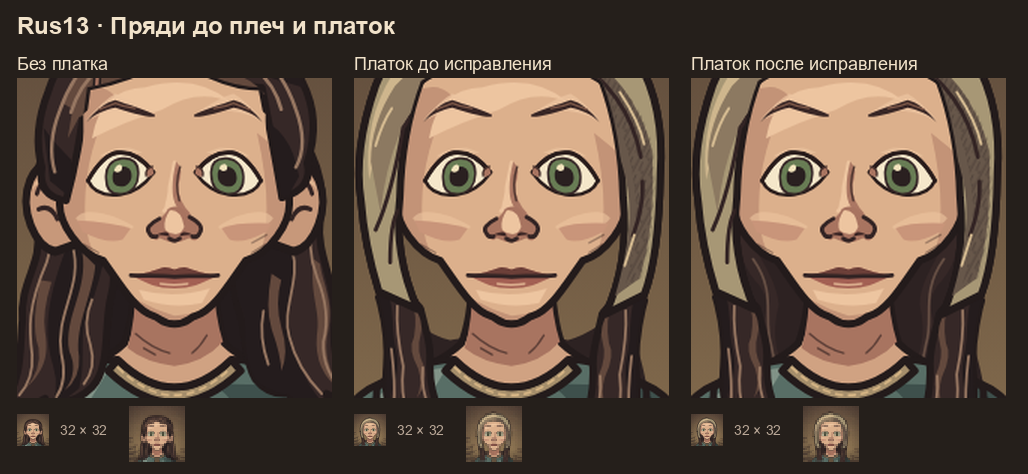 Rus13 · Пряди до плеч и платок
Без платка
Платок до исправления
Платок после исправления
32 × 32
32 × 32
32 × 32